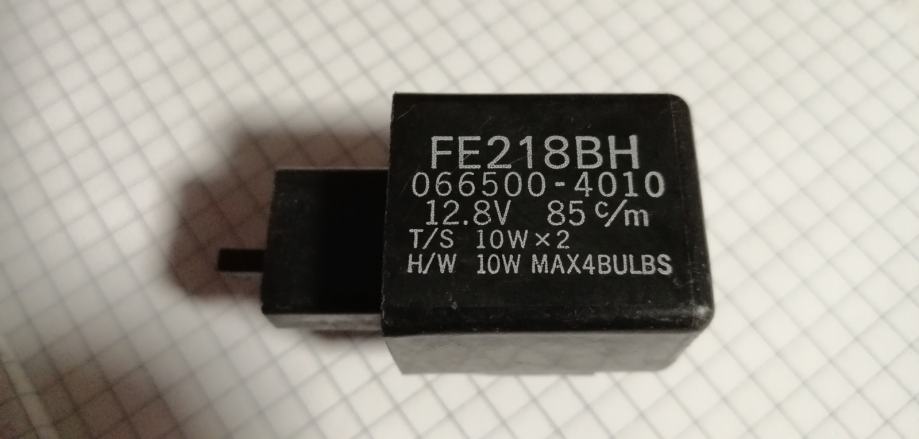 FE218BH
066500-4010
12.8V 85 c/m
T/S 10W×2
H/W 10W MAX4BULBS